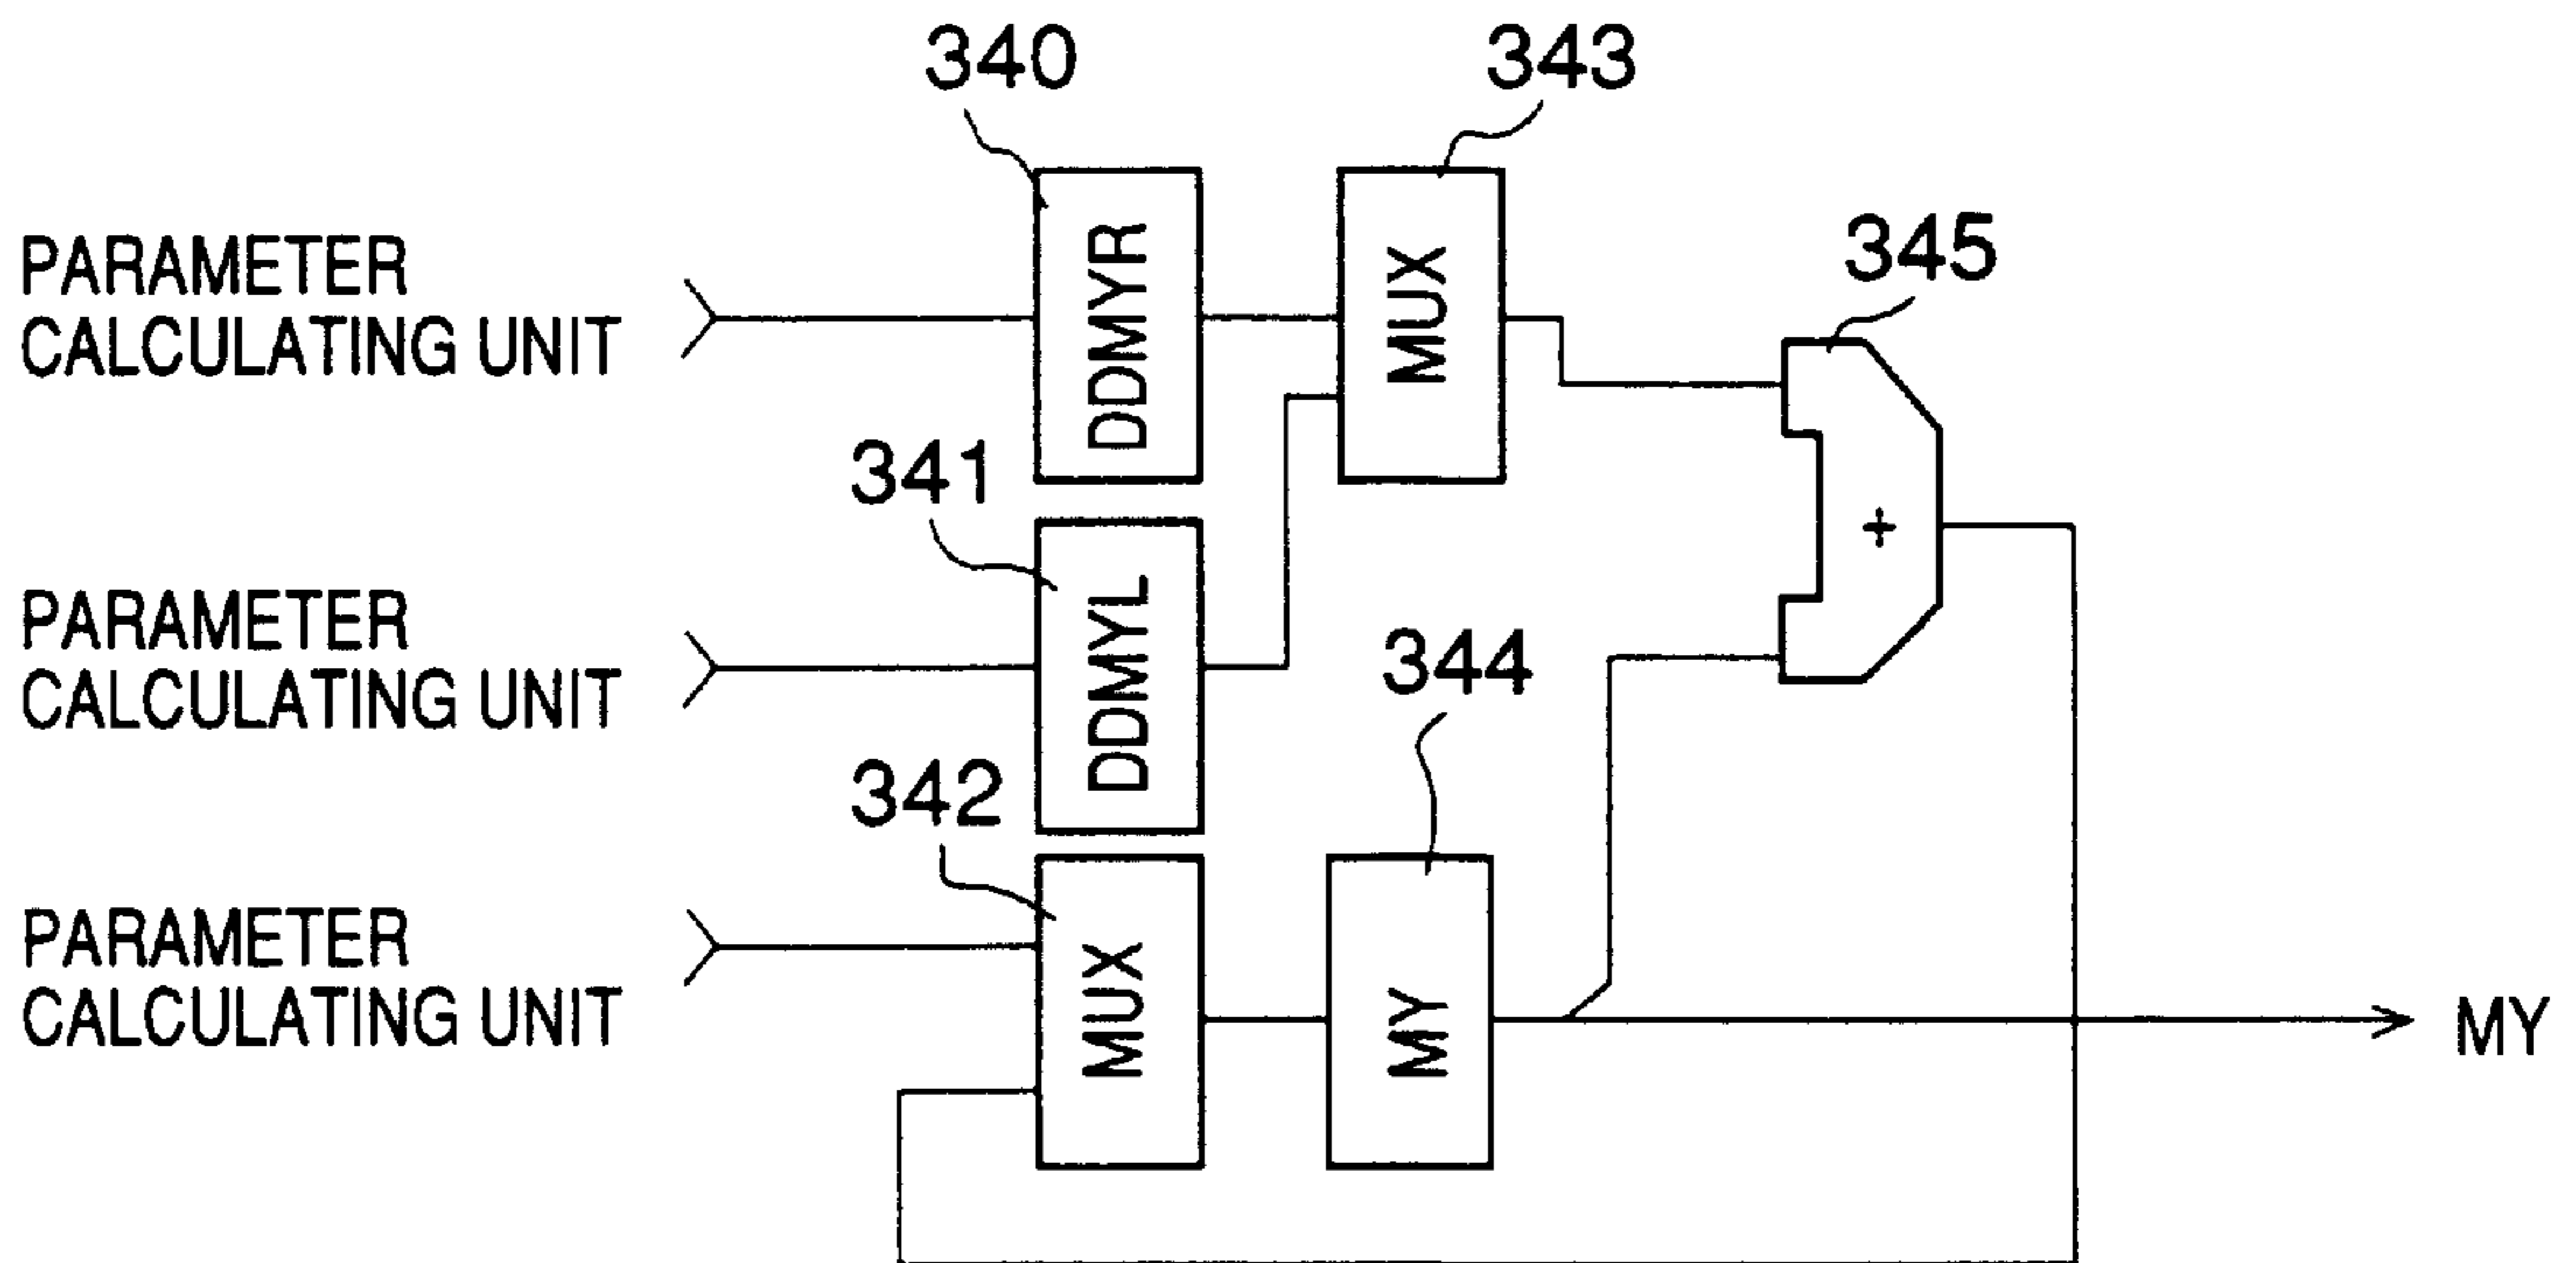 340
343
345
PARAMETER
CALCULATING UNIT
DDMYR
MUX
341
PARAMETER
CALCULATING UNIT
DDMYL
344
342
PARAMETER
CALCULATING UNIT
MUX
MY
+
MY